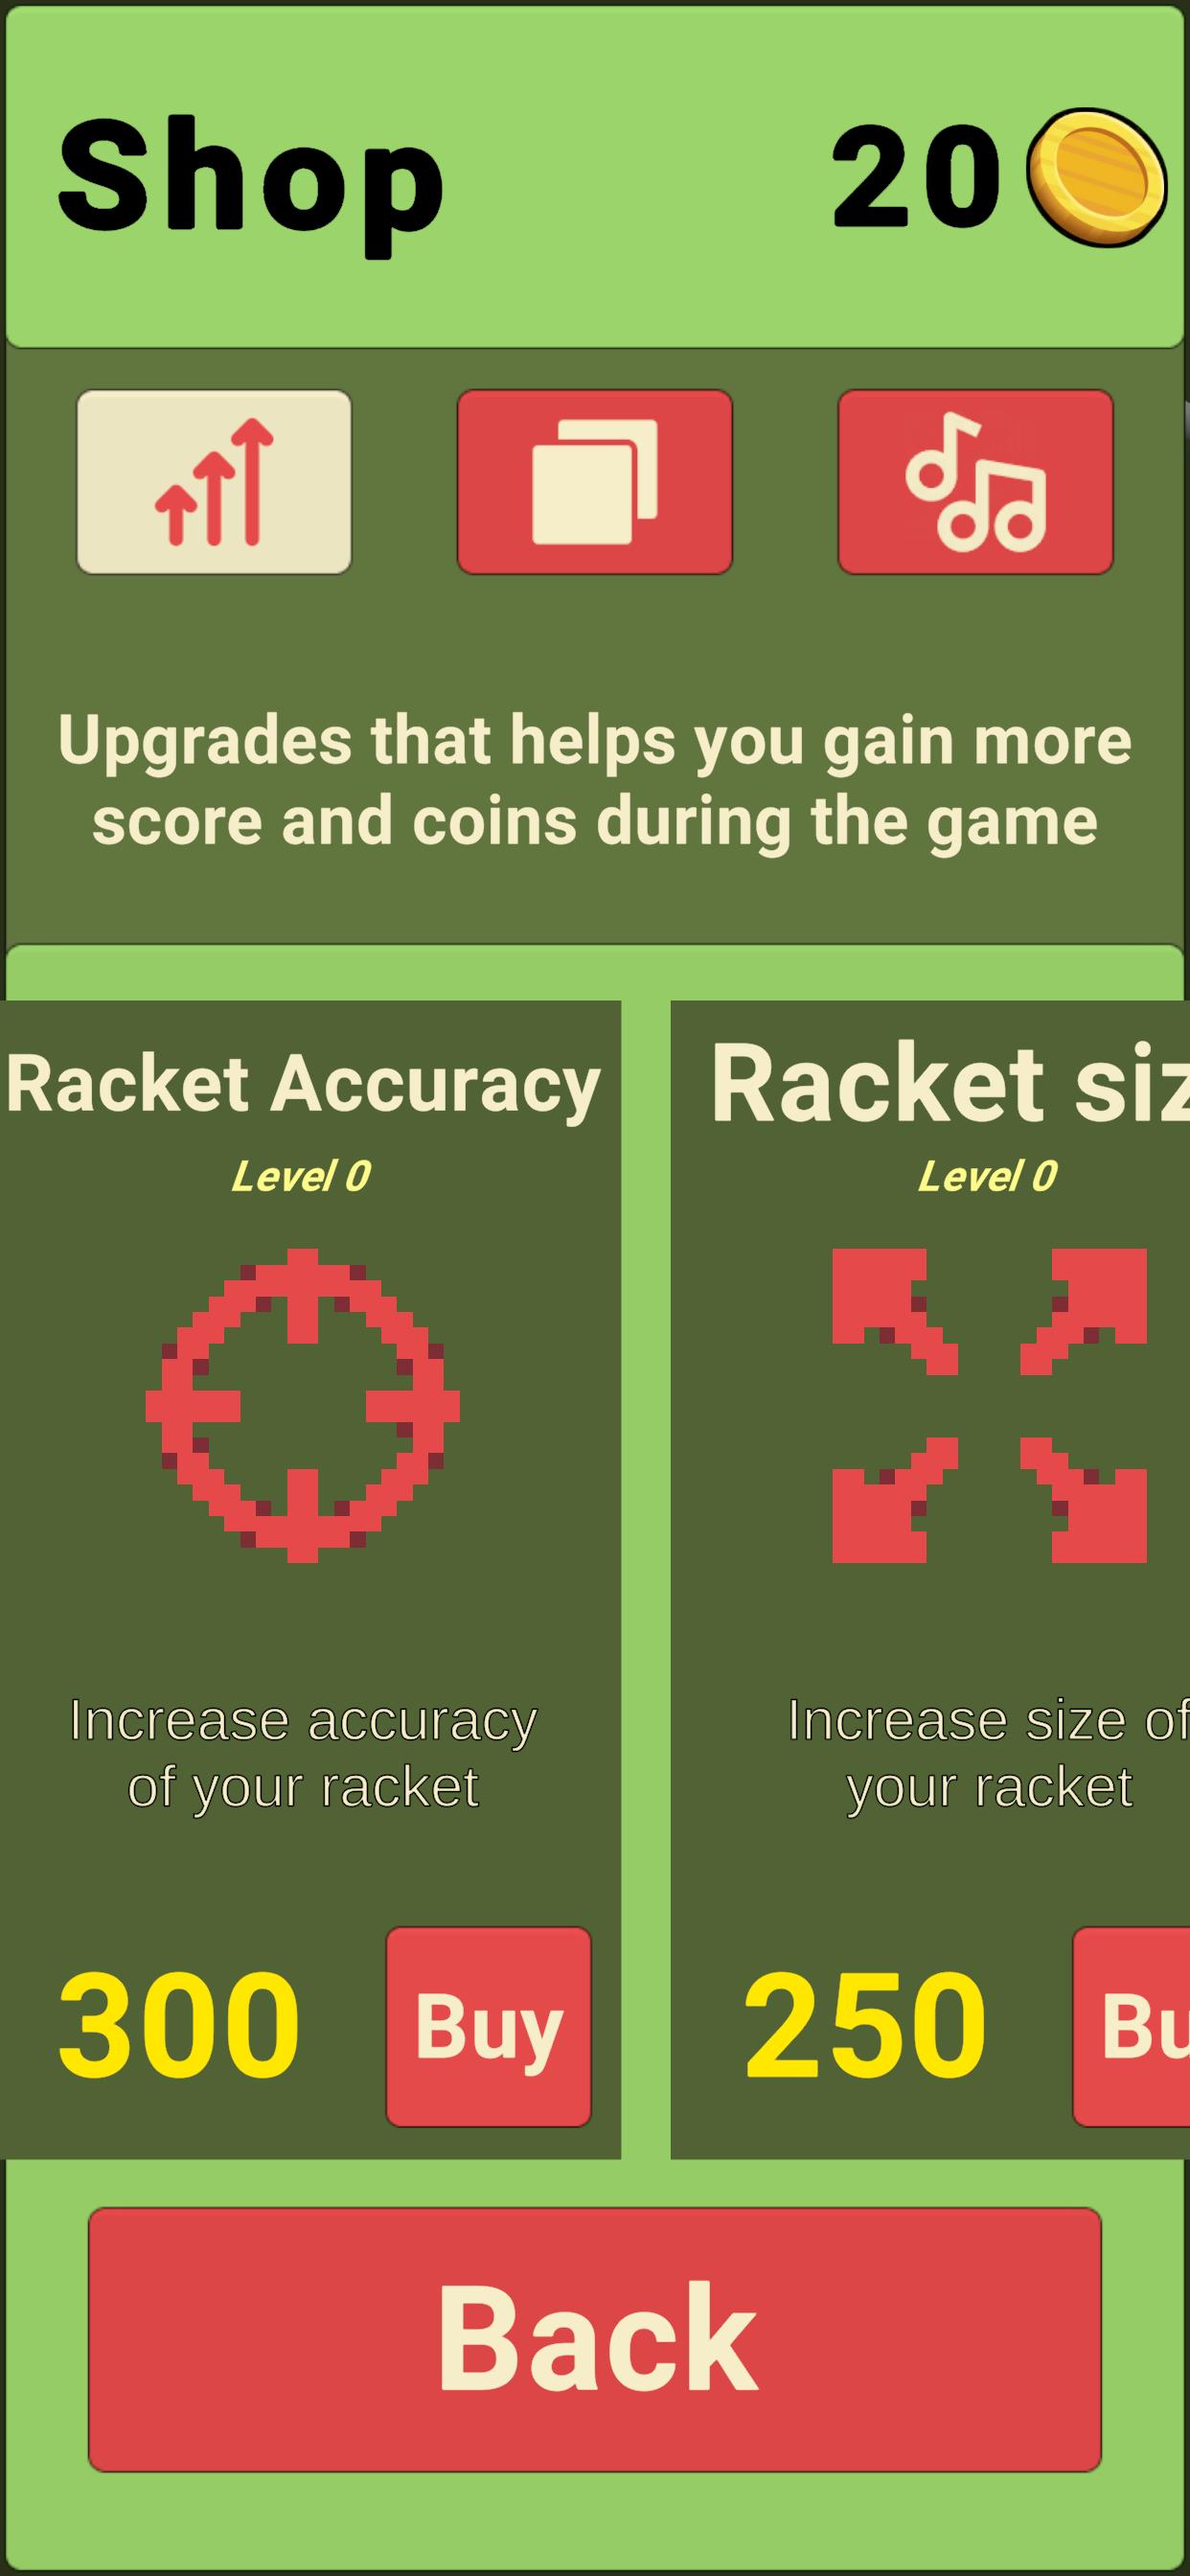 Shop
20
Upgrades that helps you gain more
score and coins during the game
Racket Accuracy
Level 0
Increase accuracy
of your racket
300
Buy
Racket siz
Level 0
Increase size of
your racket
250
Bu
Back